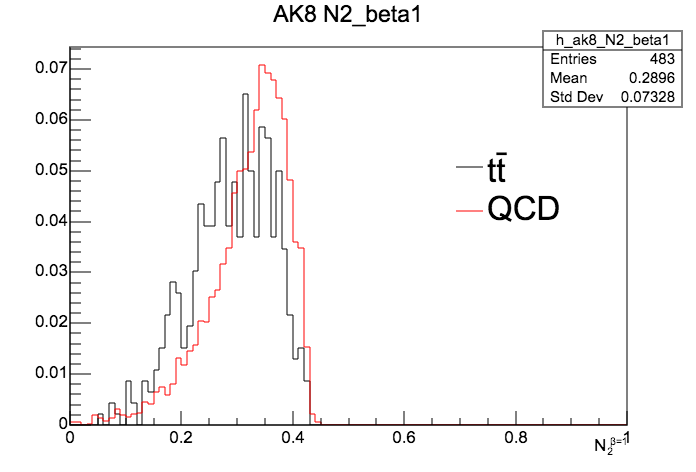 AK8 N2_beta1
h_ak8_N2_beta1
Entries 483
Mean 0.2896
Std Dev 0.07328
0.07
0.06
0.05
0.04
0.03
0.02
0.01
0
tt̄
QCD
0 0.2 0.4 0.6 0.8 1
N₂^β=1